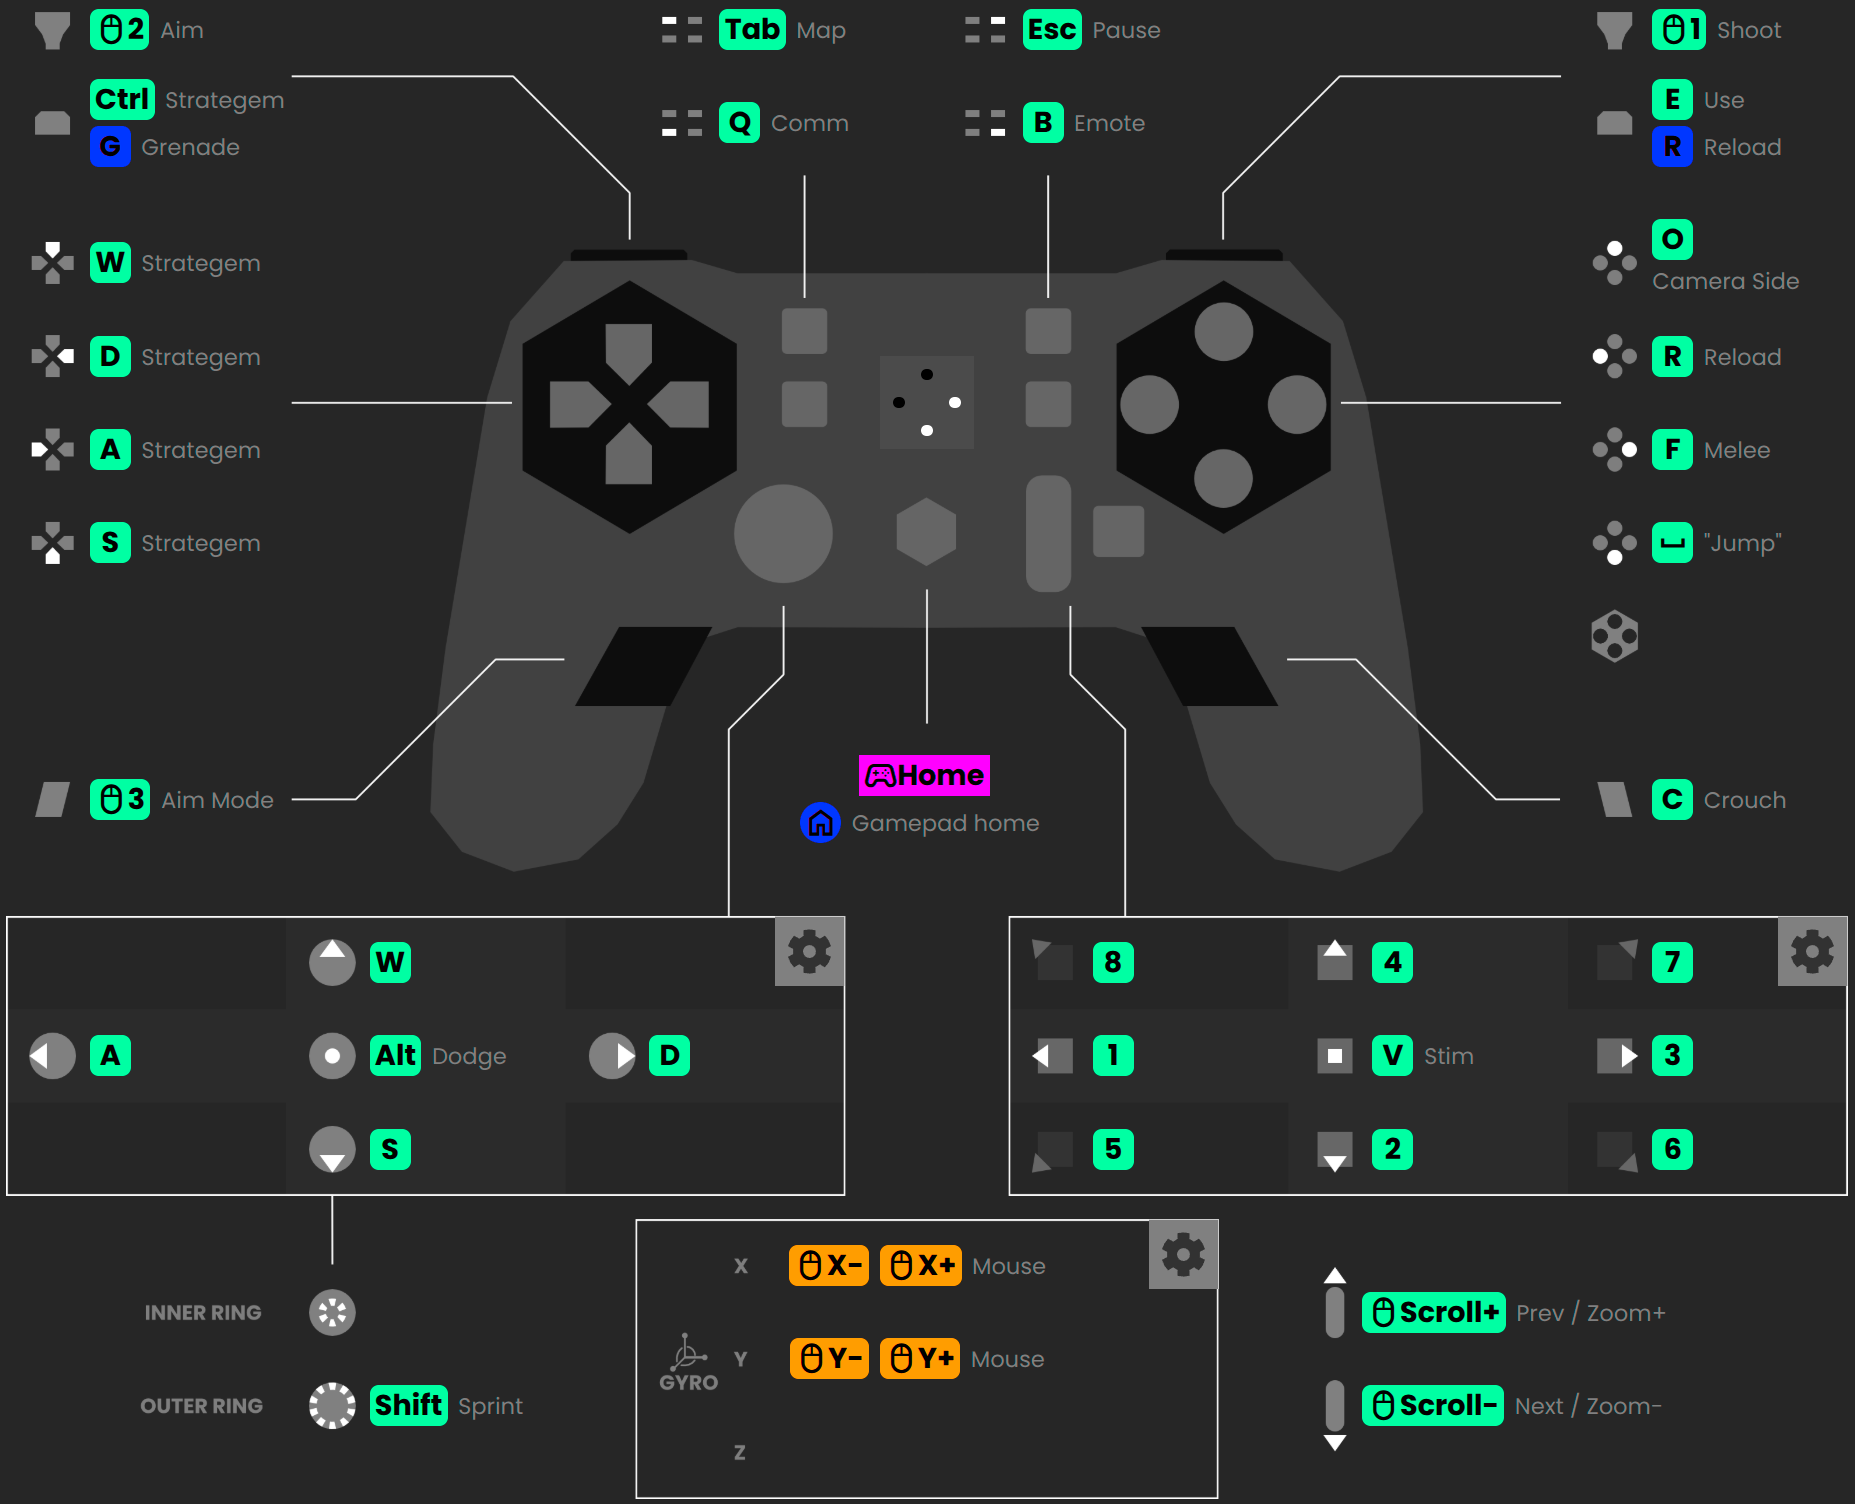 2 Aim
Tab Map
Esc Pause
1 Shoot
Ctrl Strategem
E Use
Q Comm
B Emote
G Grenade
R Reload
W Strategem
O
Camera Side
D Strategem
R Reload
A Strategem
F Melee
S Strategem
"Jump"
Home
3 Aim Mode
C Crouch
Gamepad home
W
8
4
7
A
Alt Dodge
D
1
V Stim
3
S
5
2
6
X X- X+ Mouse
INNER RING
Scroll+ Prev / Zoom+
Y Y- Y+ Mouse
GYRO
OUTER RING
Shift Sprint
Scroll- Next / Zoom-
Z